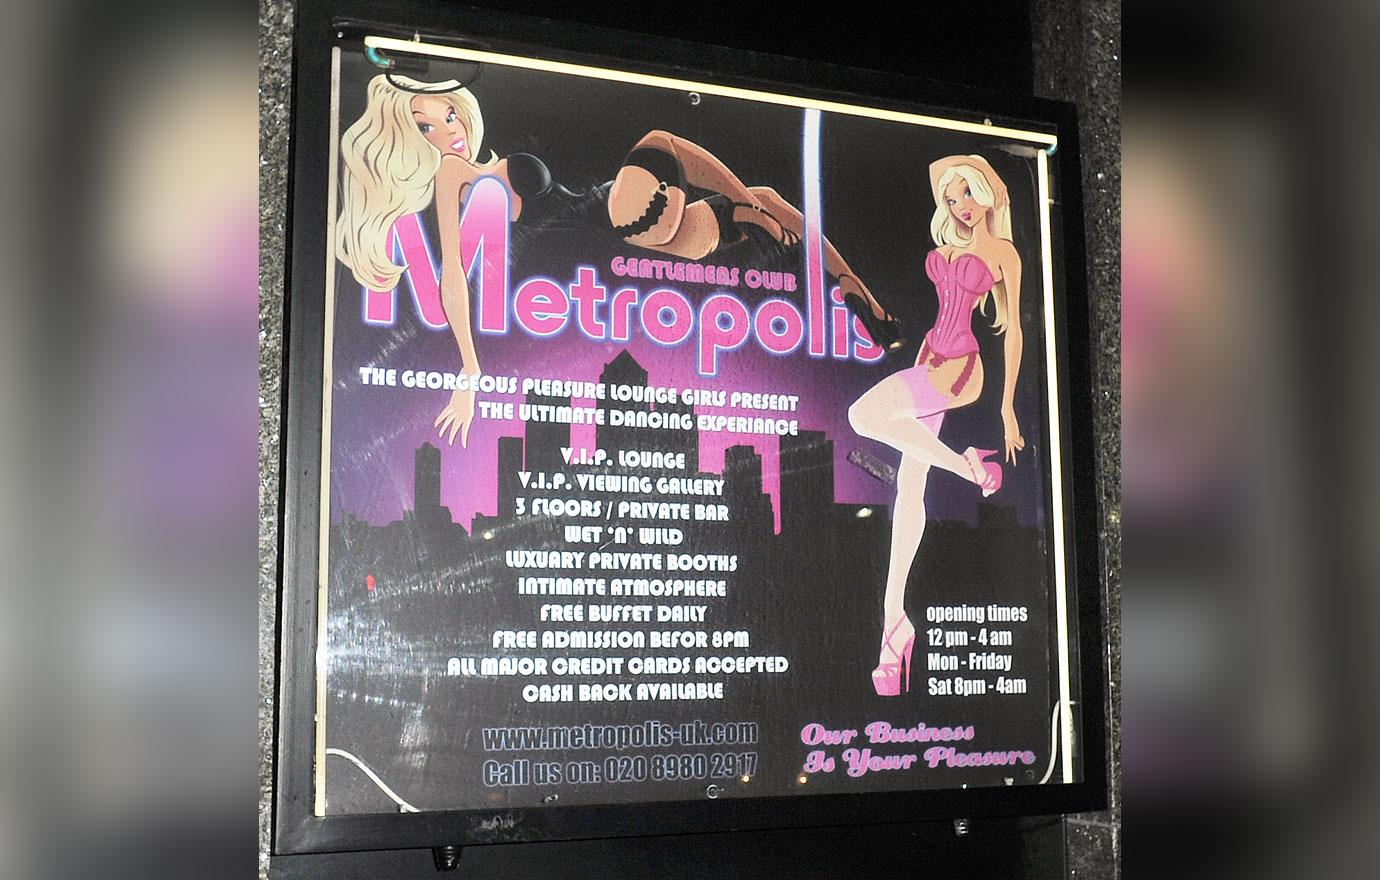 GENTLEMENS CLUB
Metropolis
THE GEORGEOUS PLEASURE LOUNGE GIRLS PRESENT
THE ULTIMATE DANCING EXPERIANCE
V.I.P. LOUNGE
V.I.P. VIEWING GALLERY
3 FLOORS / PRIVATE BAR
WET 'N' WILD
LUXUARY PRIVATE BOOTHS
INTIMATE ATMOSPHERE
FREE BUFFET DAILY
FREE ADMISSION BEFOR 8PM
ALL MAJOR CREDIT CARDS ACCEPTED
CASH BACK AVAILABLE
opening times
12 pm - 4 am
Mon - Friday
Sat 8pm - 4am
www.metropolis-uk.com
Call us on: 020 8980 2917
Our Business
Is Your Pleasure